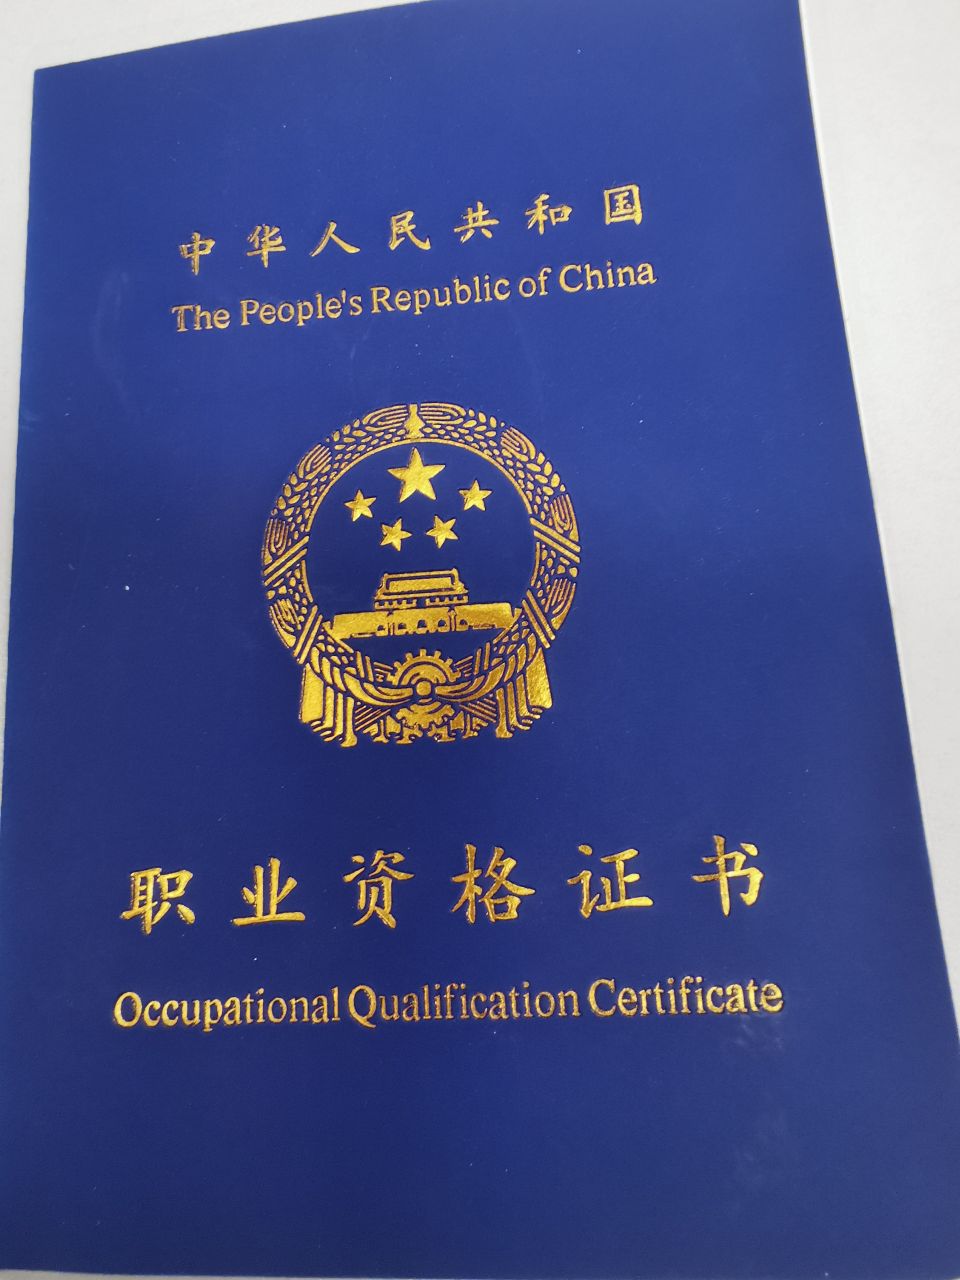 中华人民共和国
The People's Republic of China
职业资格证书
Occupational Qualification Certificate